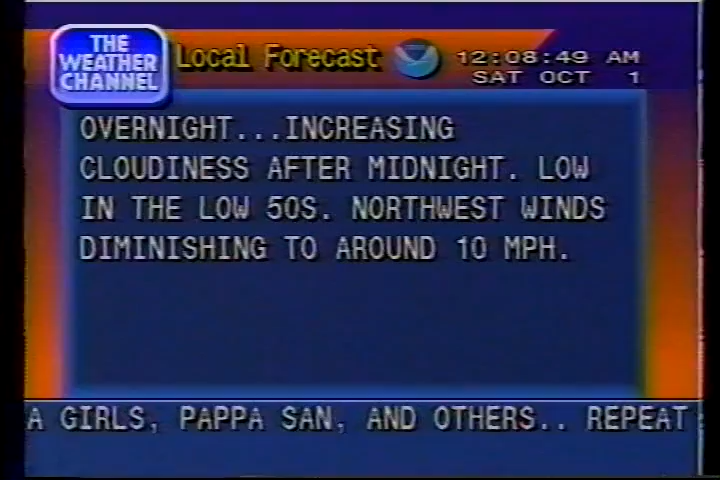 THE
WEATHER
CHANNEL
Local Forecast
12:08:49 AM
SAT OCT 1
OVERNIGHT...INCREASING
CLOUDINESS AFTER MIDNIGHT. LOW
IN THE LOW 50S. NORTHWEST WINDS
DIMINISHING TO AROUND 10 MPH.
A GIRLS, PAPPA SAN, AND OTHERS.. REPEAT